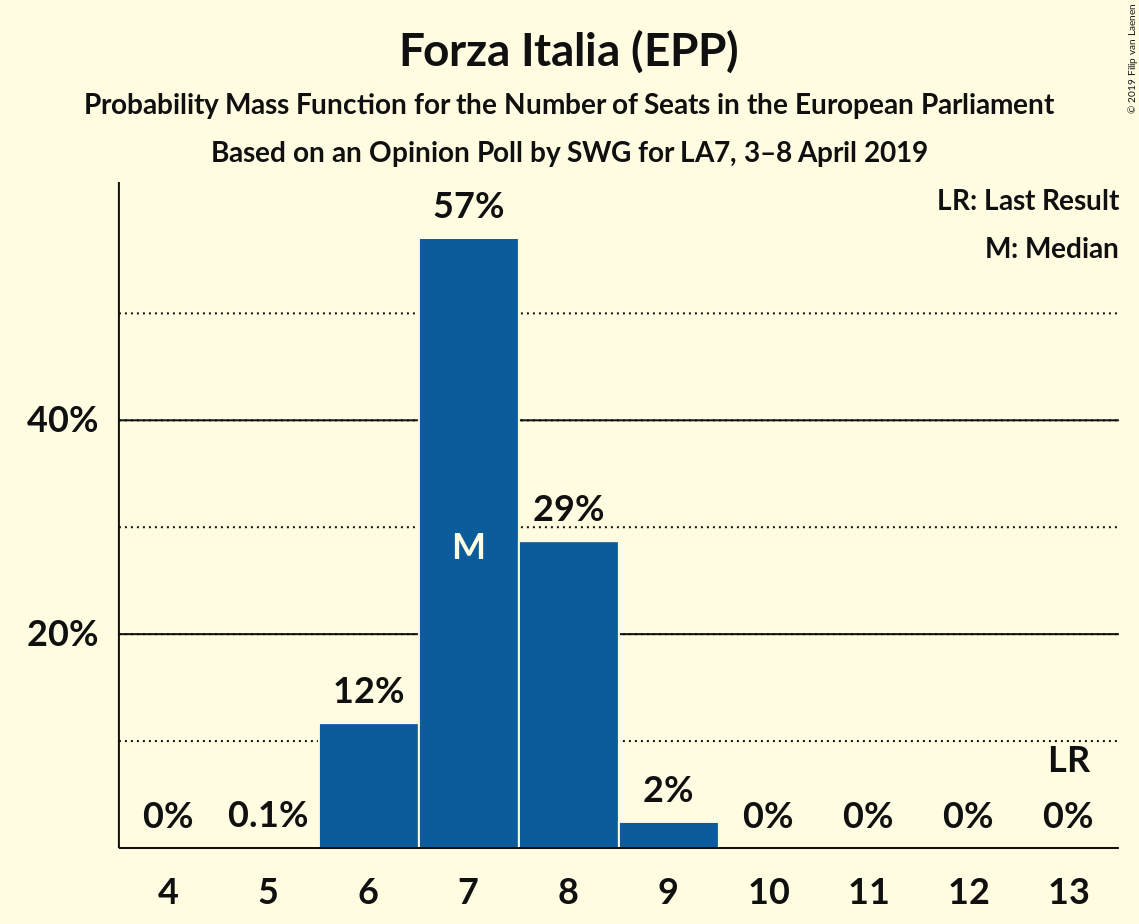 Forza Italia (EPP)
Probability Mass Function for the Number of Seats in the European Parliament
Based on an Opinion Poll by SWG for LA7, 3–8 April 2019
© 2019 Filip van Laenen
LR: Last Result
M: Median
57%
40%
29%
M
20%
12%
LR
2%
0% 0.1% 0% 0% 0% 0%
4 5 6 7 8 9 10 11 12 13